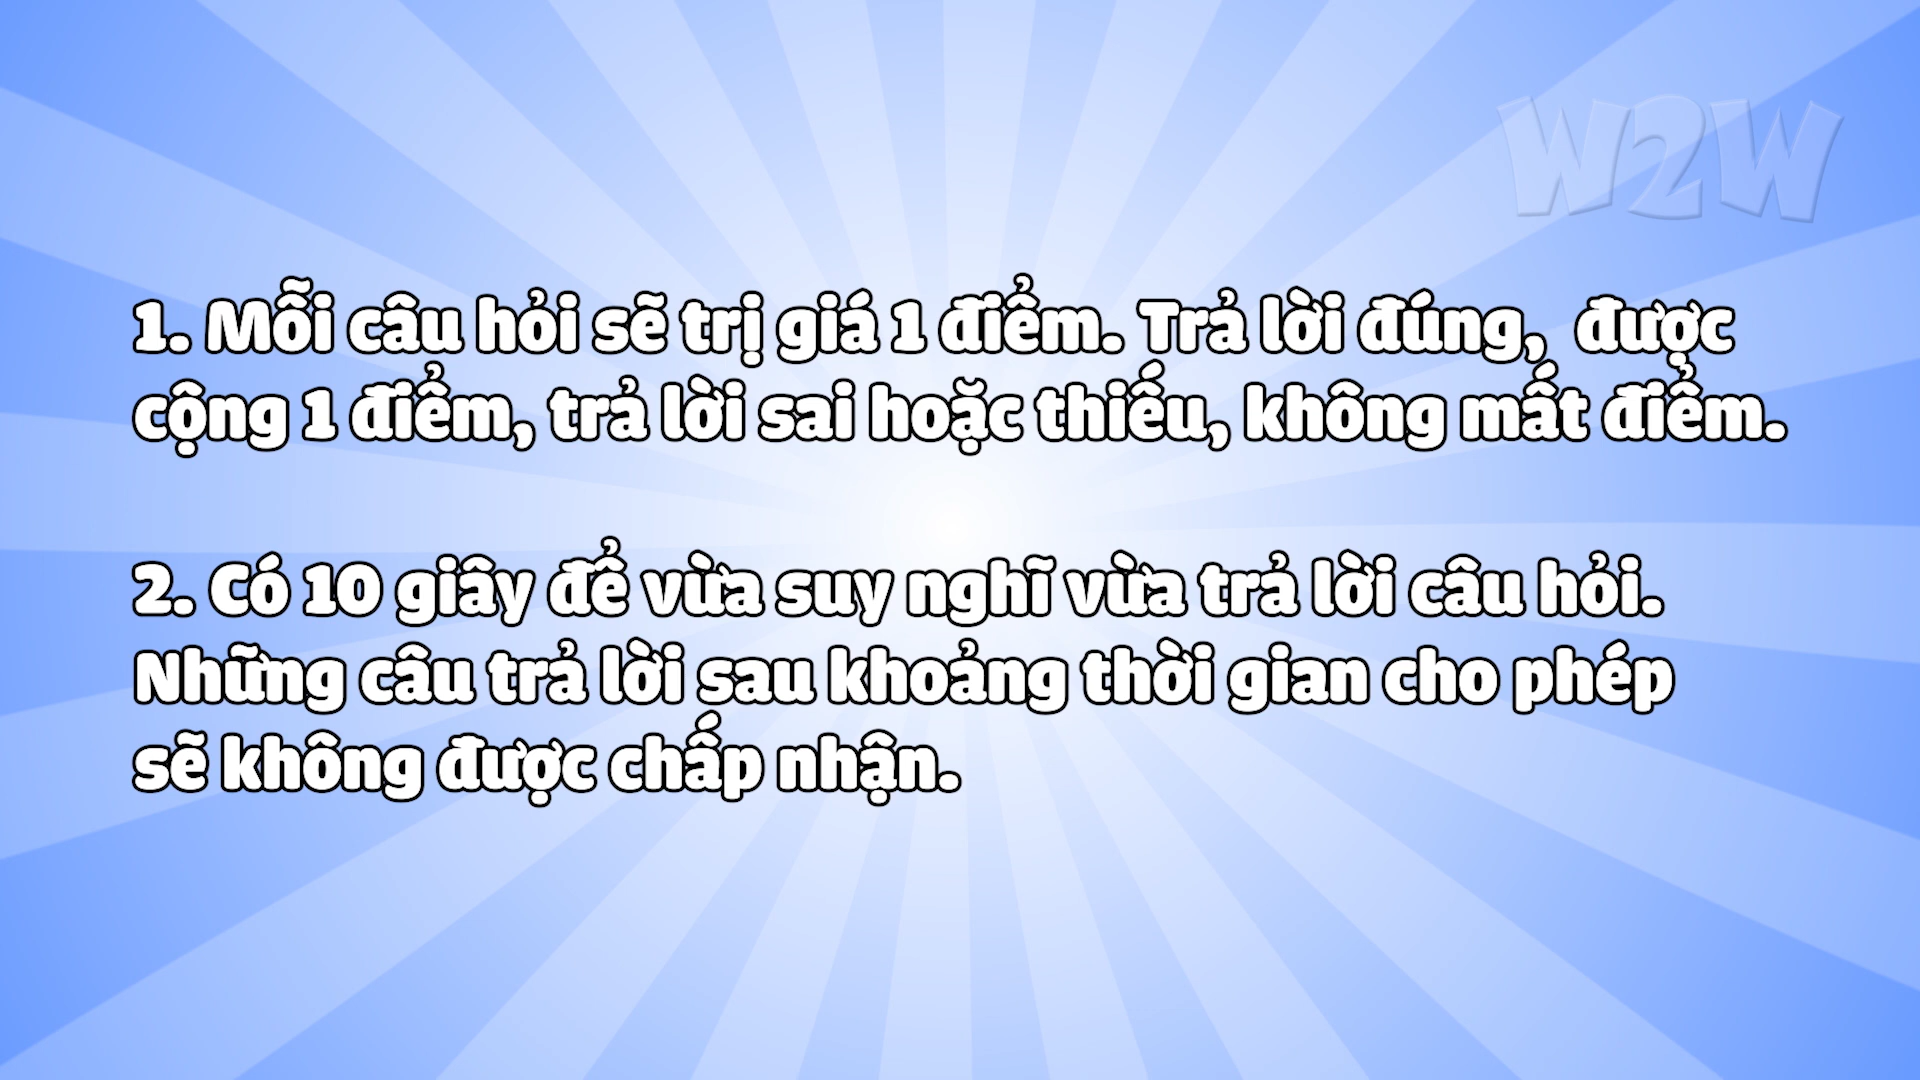 W2W
1. Mỗi câu hỏi sẽ trị giá 1 điểm. Trả lời đúng, được
cộng 1 điểm, trả lời sai hoặc thiếu, không mất điểm.
2. Có 10 giây để vừa suy nghĩ vừa trả lời câu hỏi.
Những câu trả lời sau khoảng thời gian cho phép
sẽ không được chấp nhận.